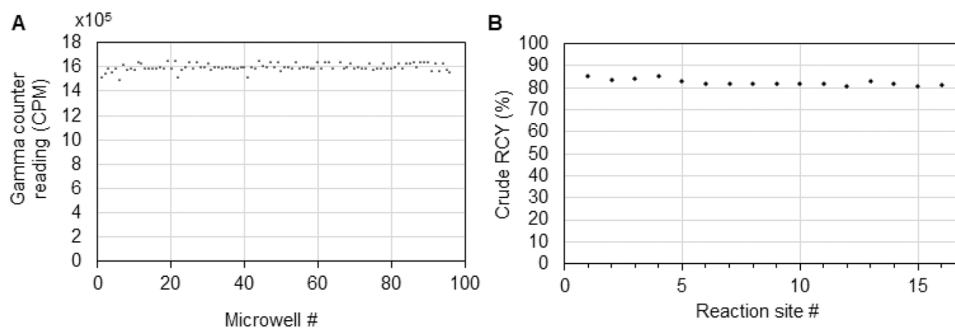 A
x10⁵
18
16
14
12
10
8
6
4
2
0
0 20 40 60 80 100
Gamma counter
reading (CPM)
Microwell #
B
100
90
80
70
60
50
40
30
20
10
0
0 5 10 15
Crude RCY (%)
Reaction site #